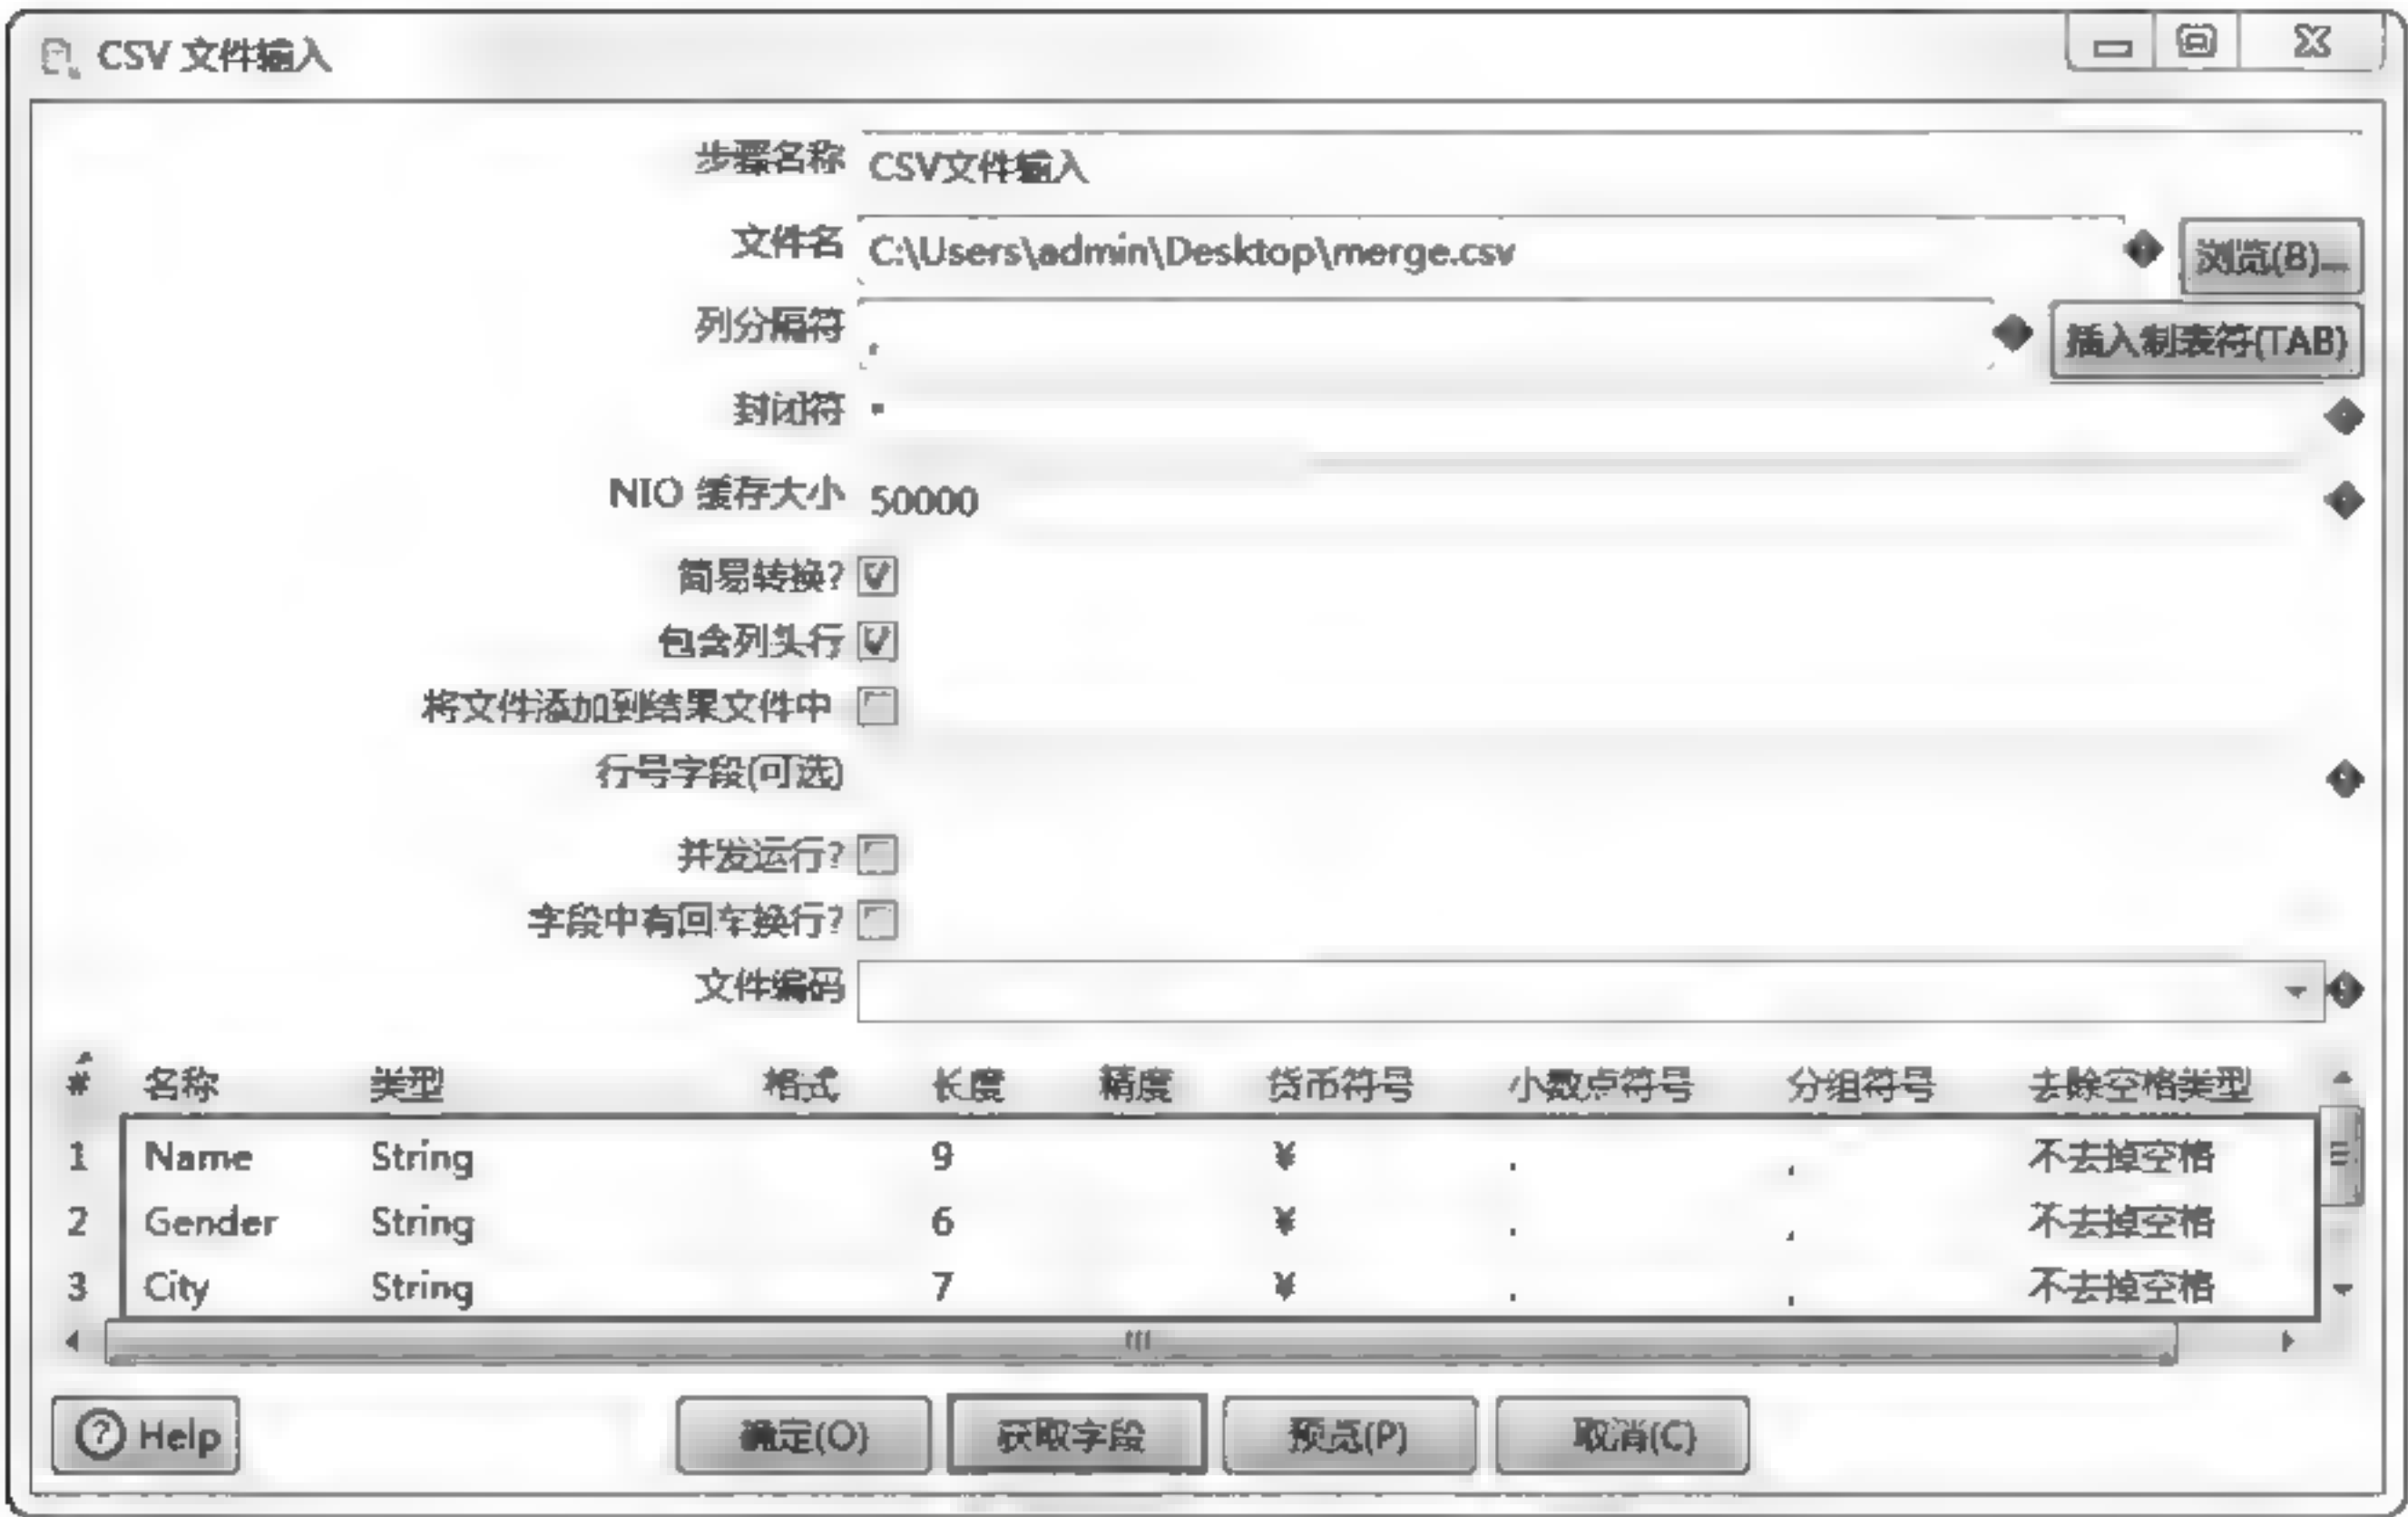 CSV 文件输入
步骤名称 CSV文件输入
文件名 C:\Users\admin\Desktop\merge.csv 浏览(B)...
列分隔符 , 插入制表符(TAB)
封闭符 "
NIO 缓存大小 50000
简易转换?
包含列头行
将文件添加到结果文件中
行号字段(可选)
并发运行?
字段中有回车换行?
文件编码
# 名称 类型 格式 长度 精度 货币符号 小数点符号 分组符号 去除空格类型
1 Name String 9 ¥ . , 不去掉空格
2 Gender String 6 ¥ . , 不去掉空格
3 City String 7 ¥ . , 不去掉空格
Help 确定(O) 获取字段 预览(P) 取消(C)